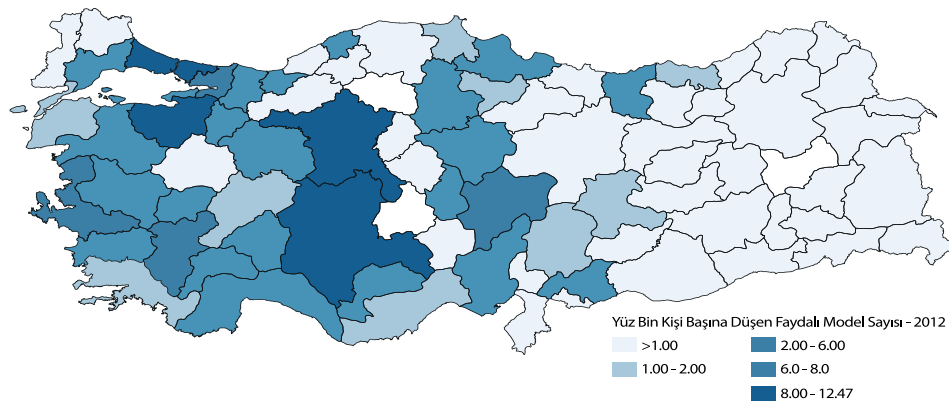 Yüz Bin Kişi Başına Düşen Faydalı Model Sayısı - 2012
>1.00
1.00 - 2.00
2.00 - 6.00
6.0 - 8.0
8.00 - 12.47